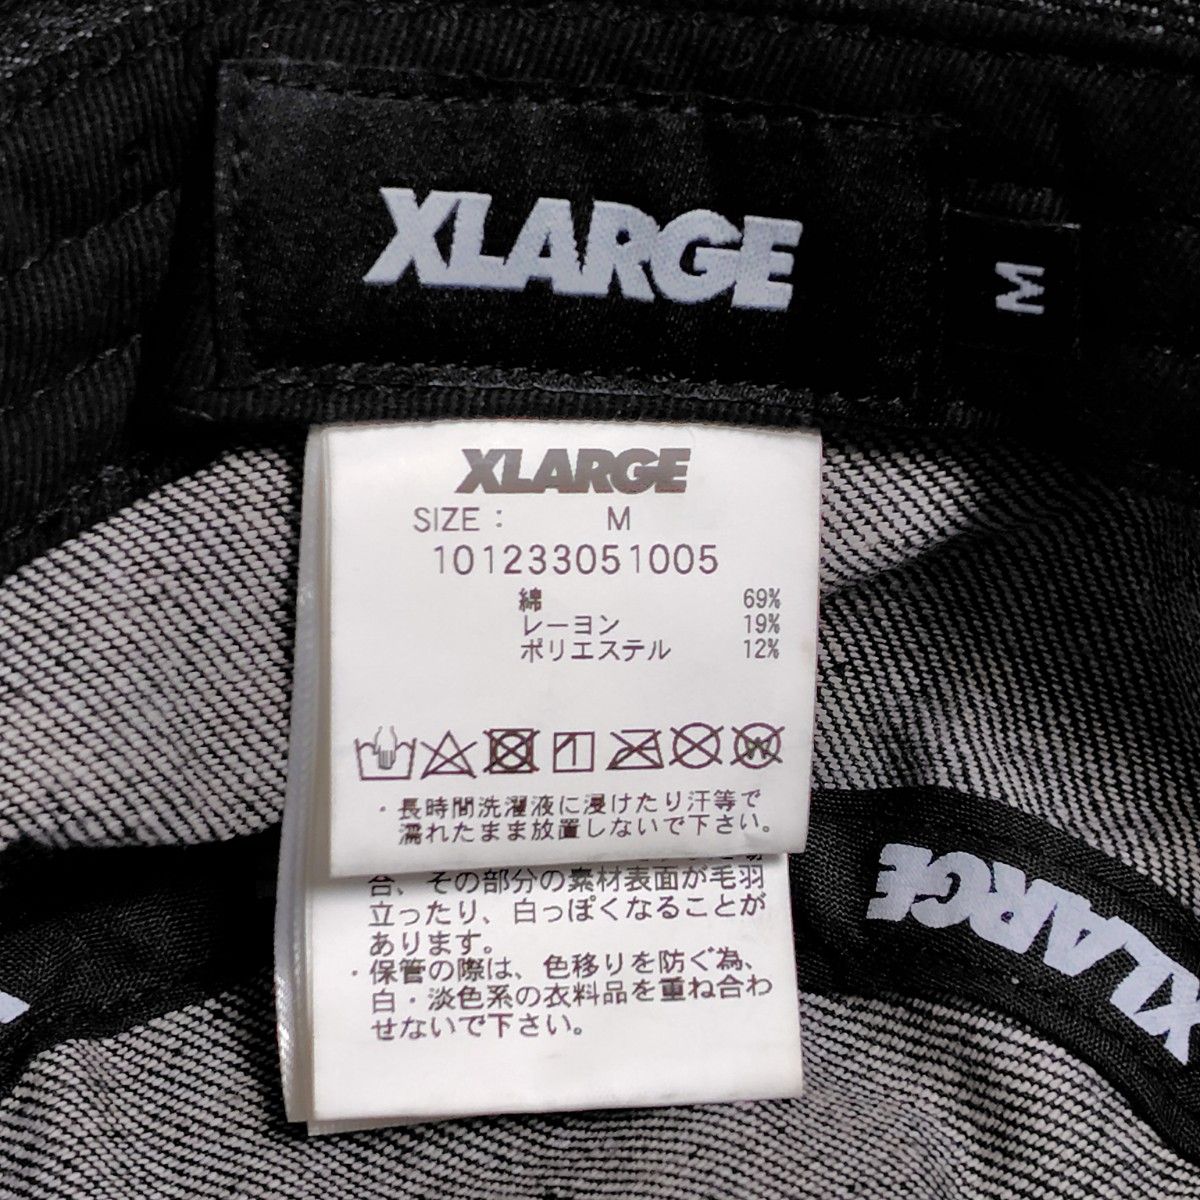 XLARGE
M
XLARGE
SIZE : M
101233051005
綿 69%
レーヨン 19%
ポリエステル 12%
W
・長時間洗濯液に浸けたり汗等で
濡れたまま放置しないで下さい。
合、その部分の素材表面が毛羽
立ったり、白っぽくなることが
あります。
・保管の際は、色移りを防ぐ為、
白・淡色系の衣料品を重ね合わ
せないで下さい。
XLARGE